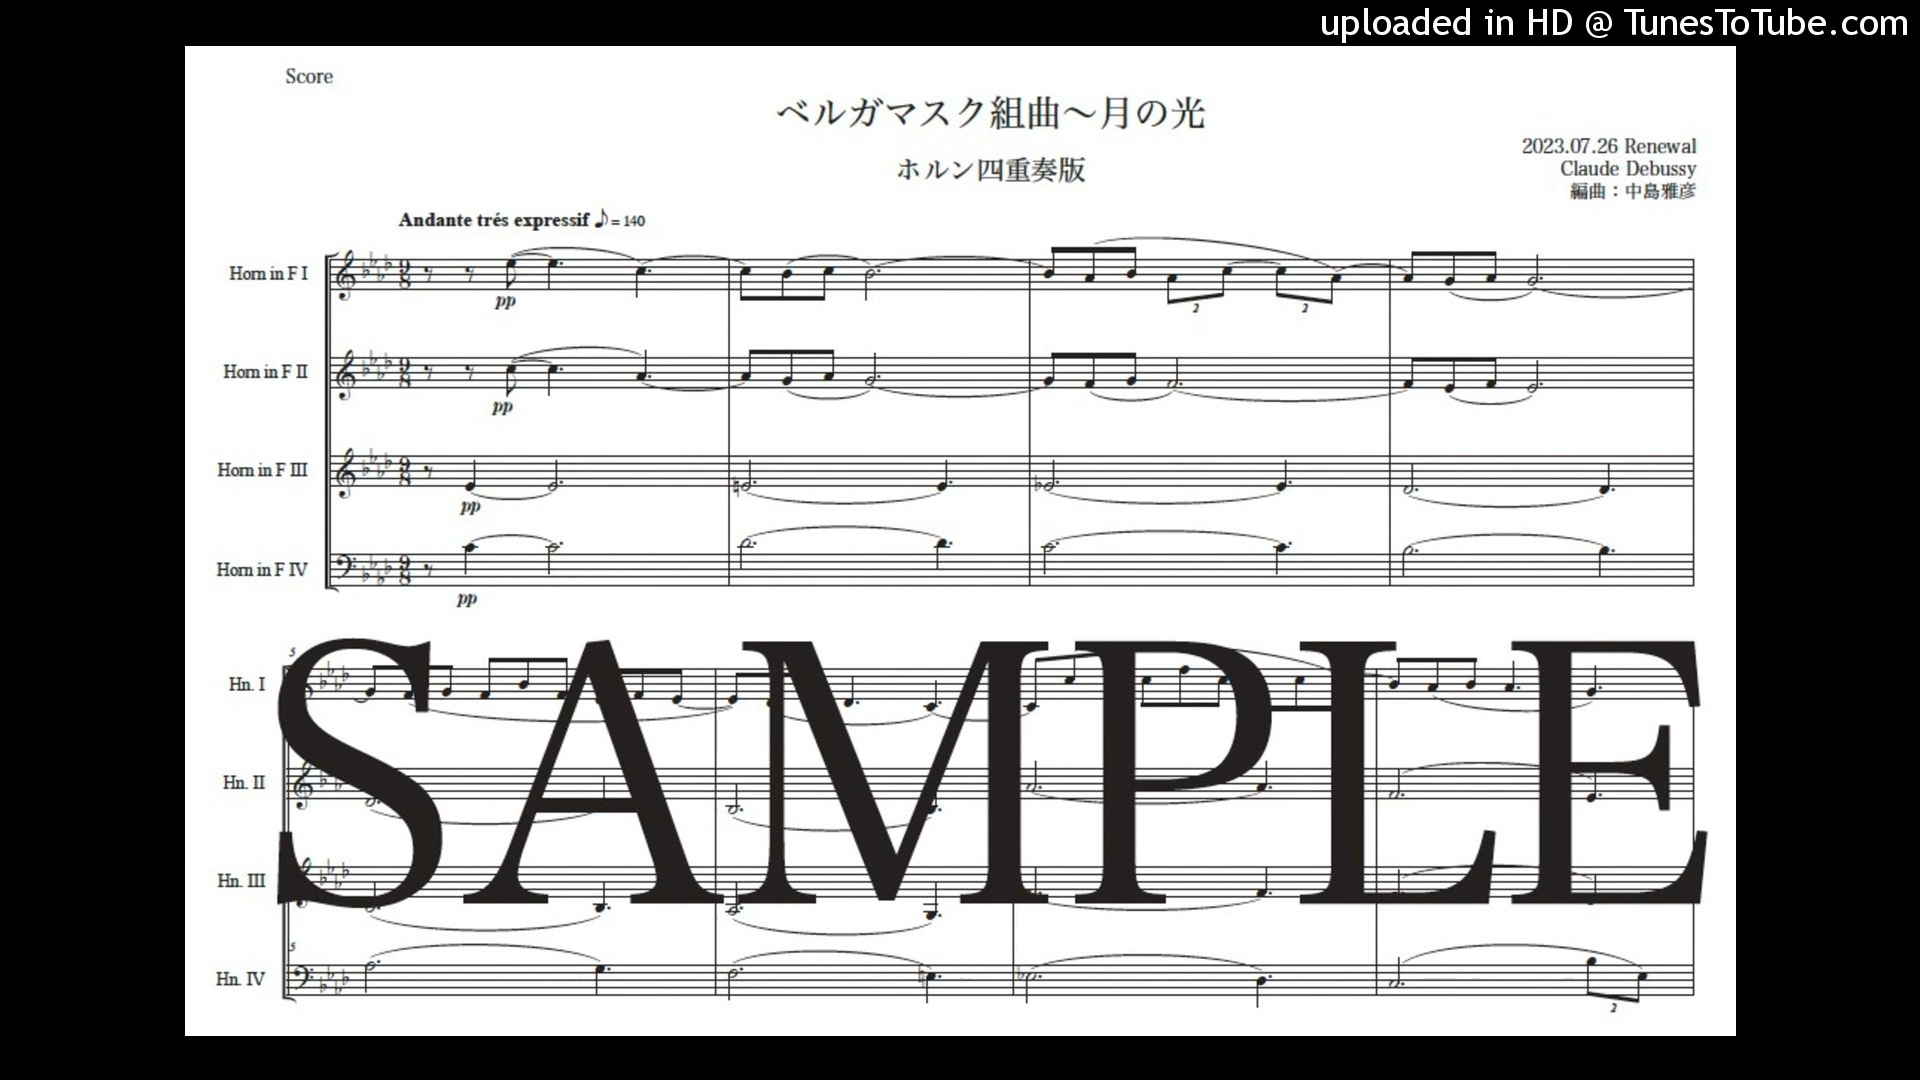 uploaded in HD @ TunesToTube.com
Score
ベルガマスク組曲～月の光
ホルン四重奏版
2023.07.26 Renewal
Claude Debussy
編曲：中島雅彦
Andante trés expressif ♪ = 140
Horn in F I
pp
2
2
Horn in F II
pp
Horn in F III
pp
Horn in F IV
pp
5
Hn. I
Hn. II
Hn. III
5
Hn. IV
2
SAMPLE